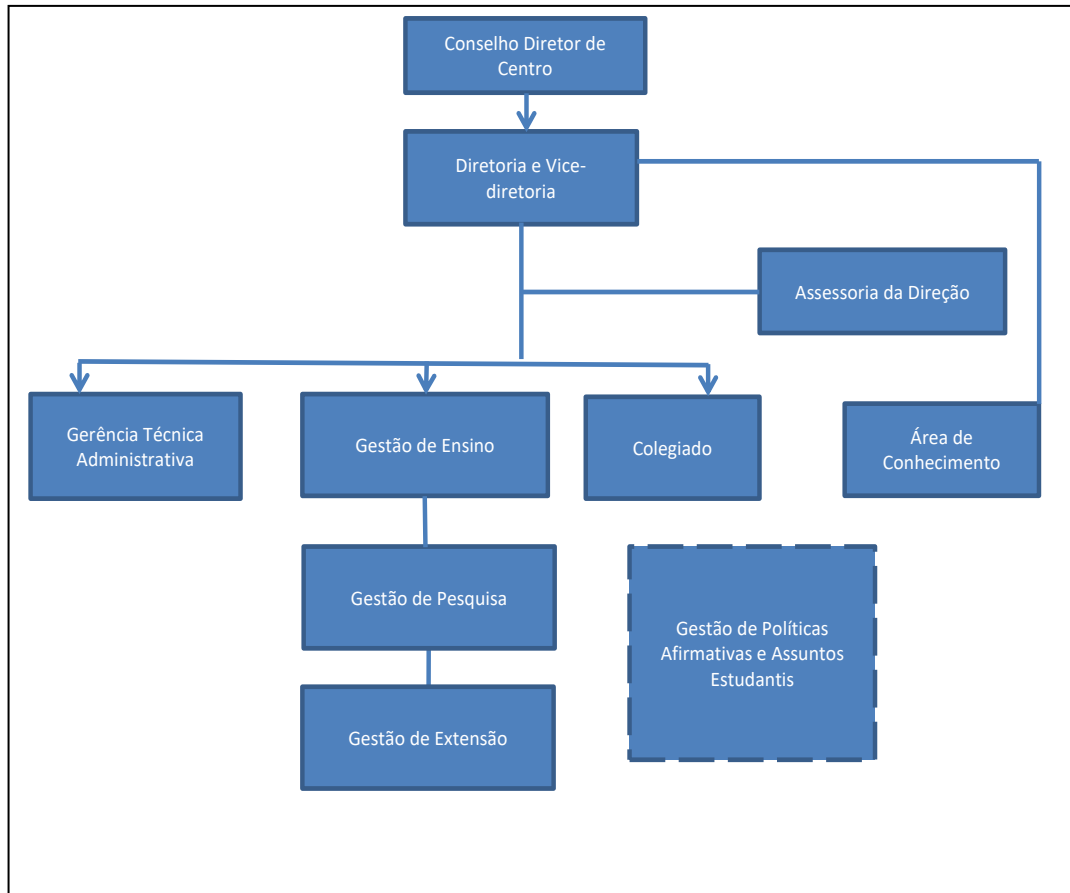 Conselho Diretor de
Centro
Diretoria e Vice-
diretoria
Assessoria da Direção
Gerência Técnica
Administrativa
Gestão de Ensino
Colegiado
Área de
Conhecimento
Gestão de Pesquisa
Gestão de Políticas
Afirmativas e Assuntos
Estudantis
Gestão de Extensão